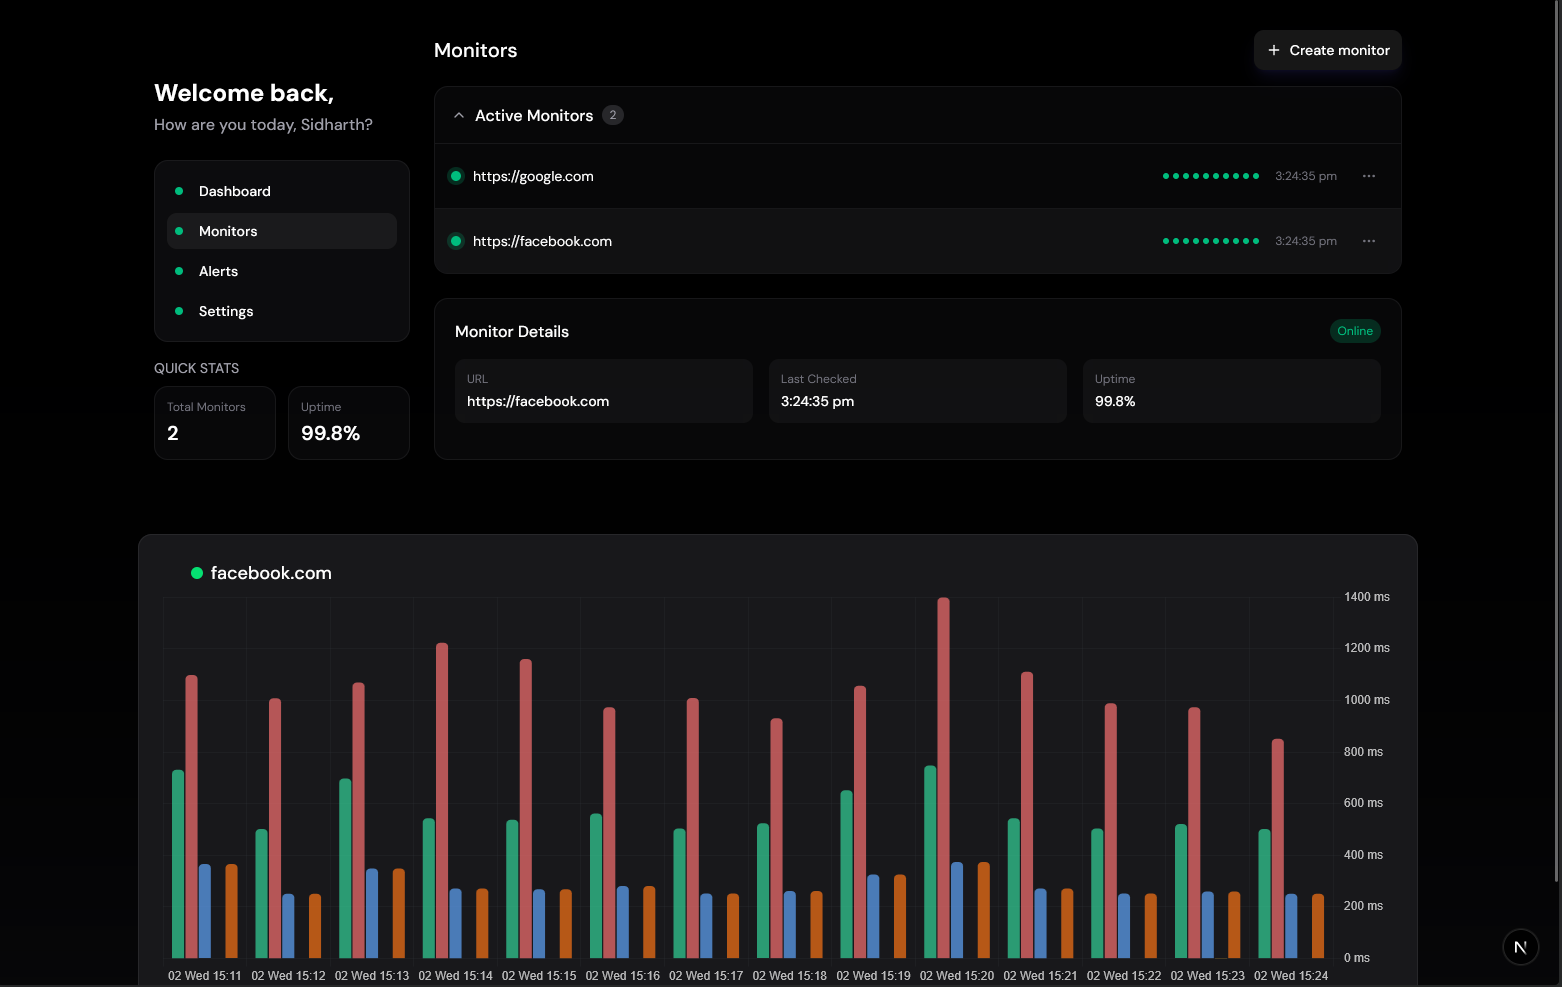 Welcome back,
How are you today, Sidharth?
Dashboard
Monitors
Alerts
Settings
QUICK STATS
Total Monitors
2
Uptime
99.8%
Monitors
+ Create monitor
Active Monitors 2
https://google.com 3:24:35 pm ···
https://facebook.com 3:24:35 pm ···
Monitor Details Online
URL
https://facebook.com
Last Checked
3:24:35 pm
Uptime
99.8%
facebook.com
1400 ms
1200 ms
1000 ms
800 ms
600 ms
400 ms
200 ms
0 ms
02 Wed 15:11 02 Wed 15:12 02 Wed 15:13 02 Wed 15:14 02 Wed 15:15 02 Wed 15:16 02 Wed 15:17 02 Wed 15:18 02 Wed 15:19 02 Wed 15:20 02 Wed 15:21 02 Wed 15:22 02 Wed 15:23 02 Wed 15:24
N